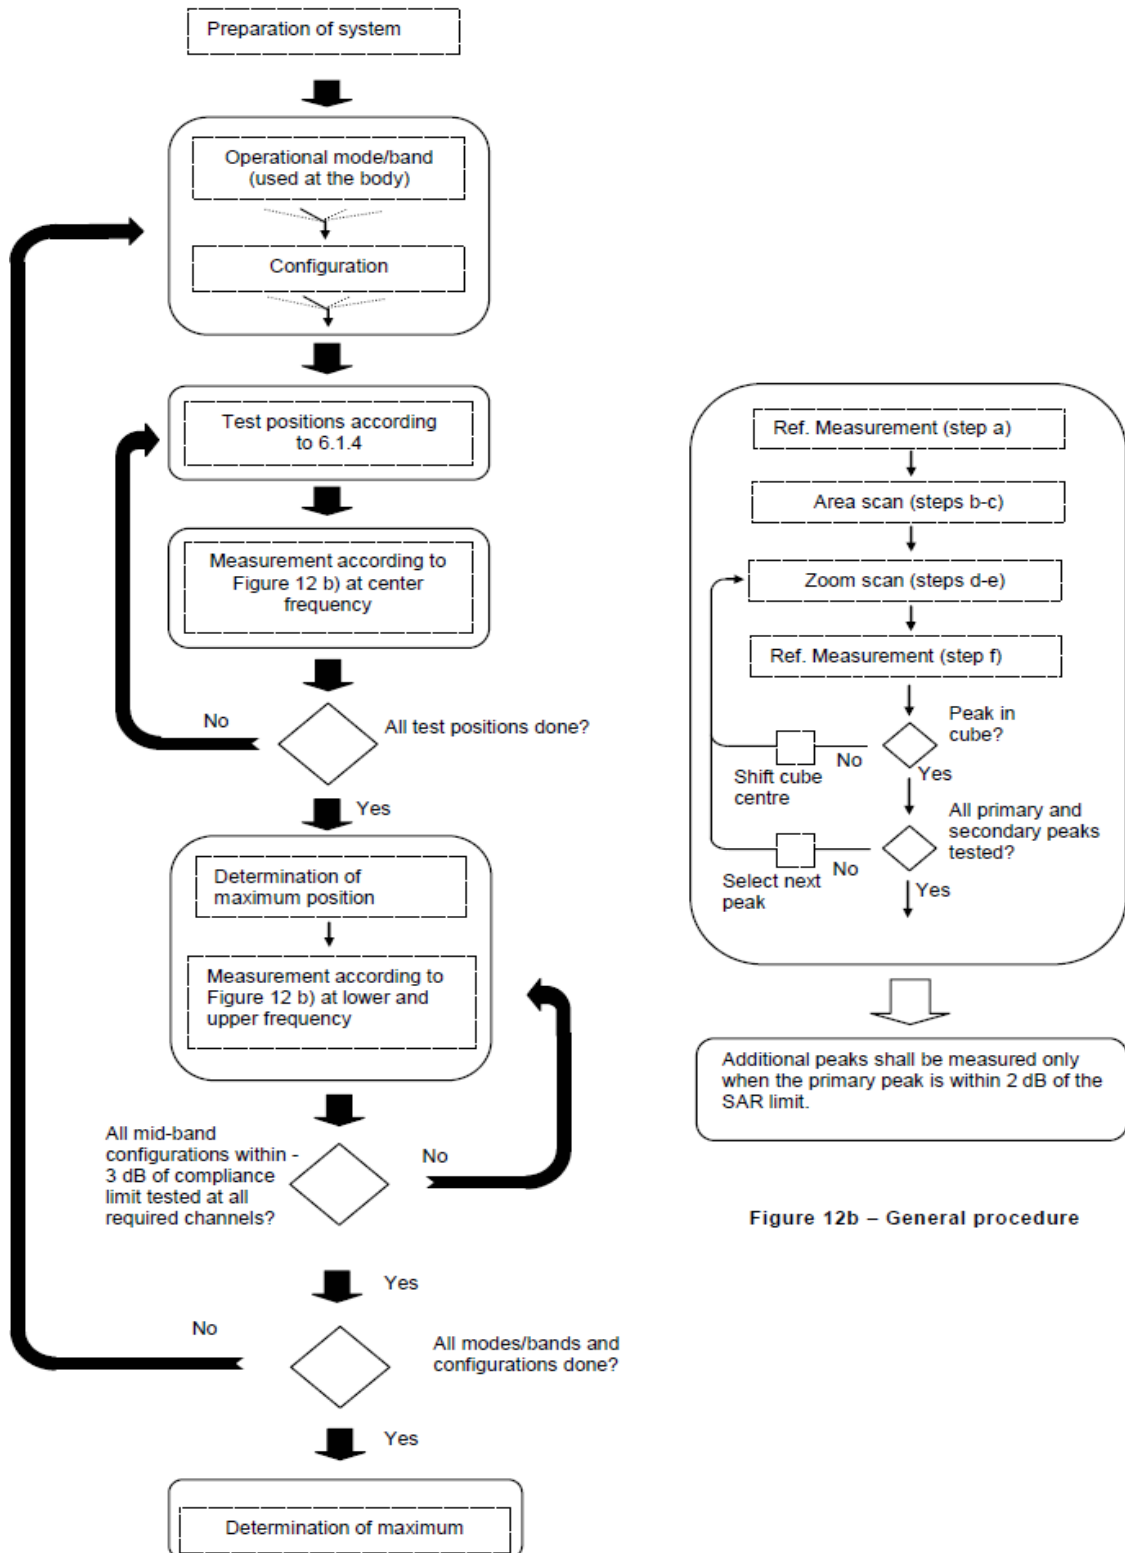 Preparation of system
Operational mode/band
(used at the body)
Configuration
Test positions according
to 6.1.4
Measurement according to
Figure 12 b) at center
frequency
No
All test positions done?
Yes
Determination of
maximum position
Measurement according to
Figure 12 b) at lower and
upper frequency
All mid-band
configurations within -
3 dB of compliance
limit tested at all
required channels?
No
Yes
No
All modes/bands and
configurations done?
Yes
Determination of maximum
Ref. Measurement (step a)
Area scan (steps b-c)
Zoom scan (steps d-e)
Ref. Measurement (step f)
Peak in
cube?
No
Yes
Shift cube
centre
All primary and
secondary peaks
tested?
No
Select next
peak
Yes
Additional peaks shall be measured only
when the primary peak is within 2 dB of the
SAR limit.
Figure 12b – General procedure